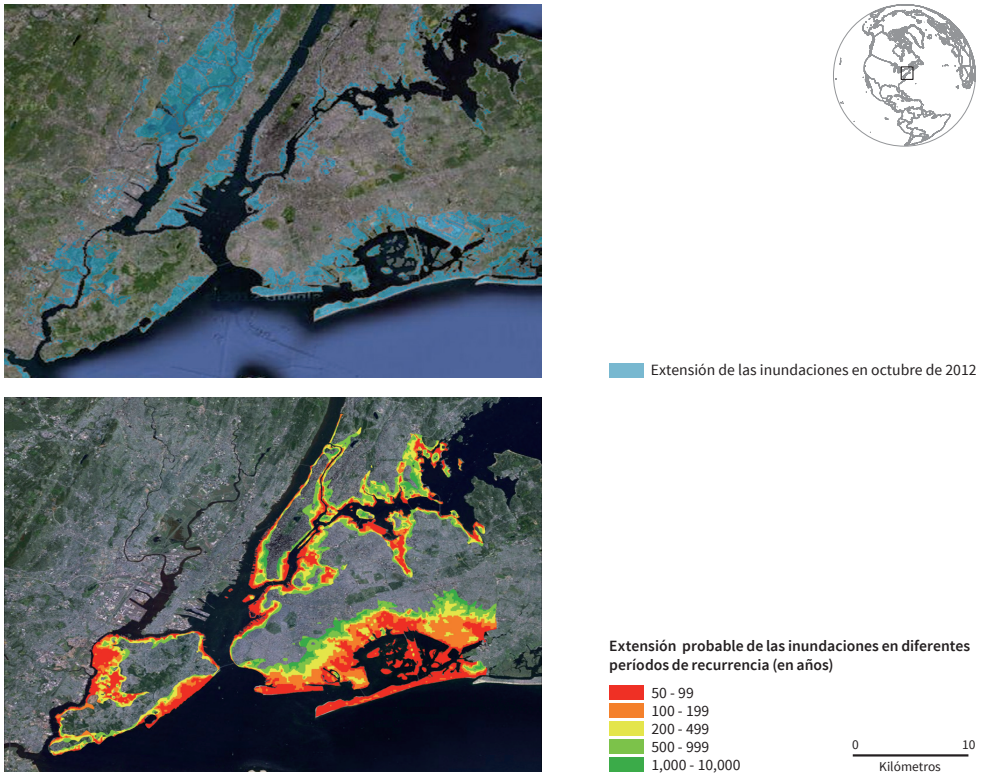 Extensión de las inundaciones en octubre de 2012
Extensión probable de las inundaciones en diferentes
períodos de recurrencia (en años)
50 - 99
100 - 199
200 - 499
500 - 999
1,000 - 10,000
0 10
Kilómetros